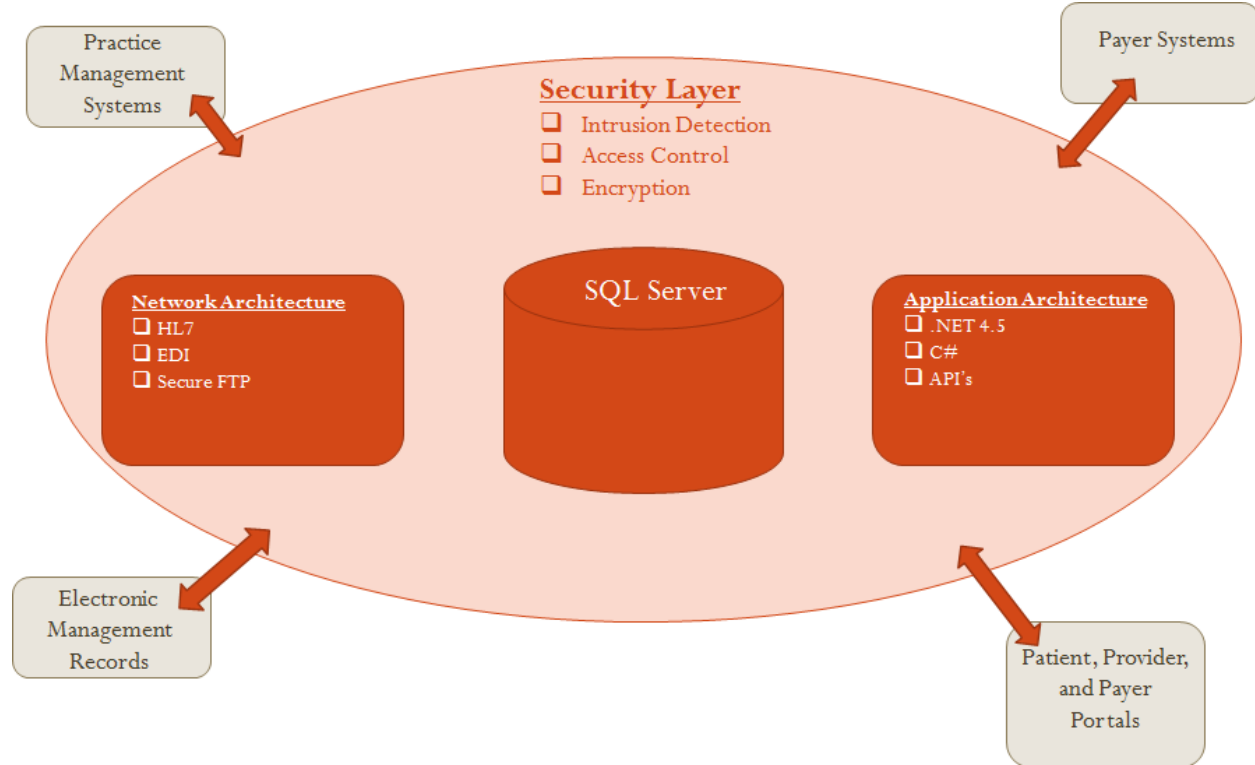 Practice
Management
Systems
Payer Systems
Security Layer
❑ Intrusion Detection
❑ Access Control
❑ Encryption
Network Architecture
❑ HL7
❑ EDI
❑ Secure FTP
SQL Server
Application Architecture
❑ .NET 4.5
❑ C#
❑ API's
Electronic
Management
Records
Patient, Provider,
and Payer
Portals